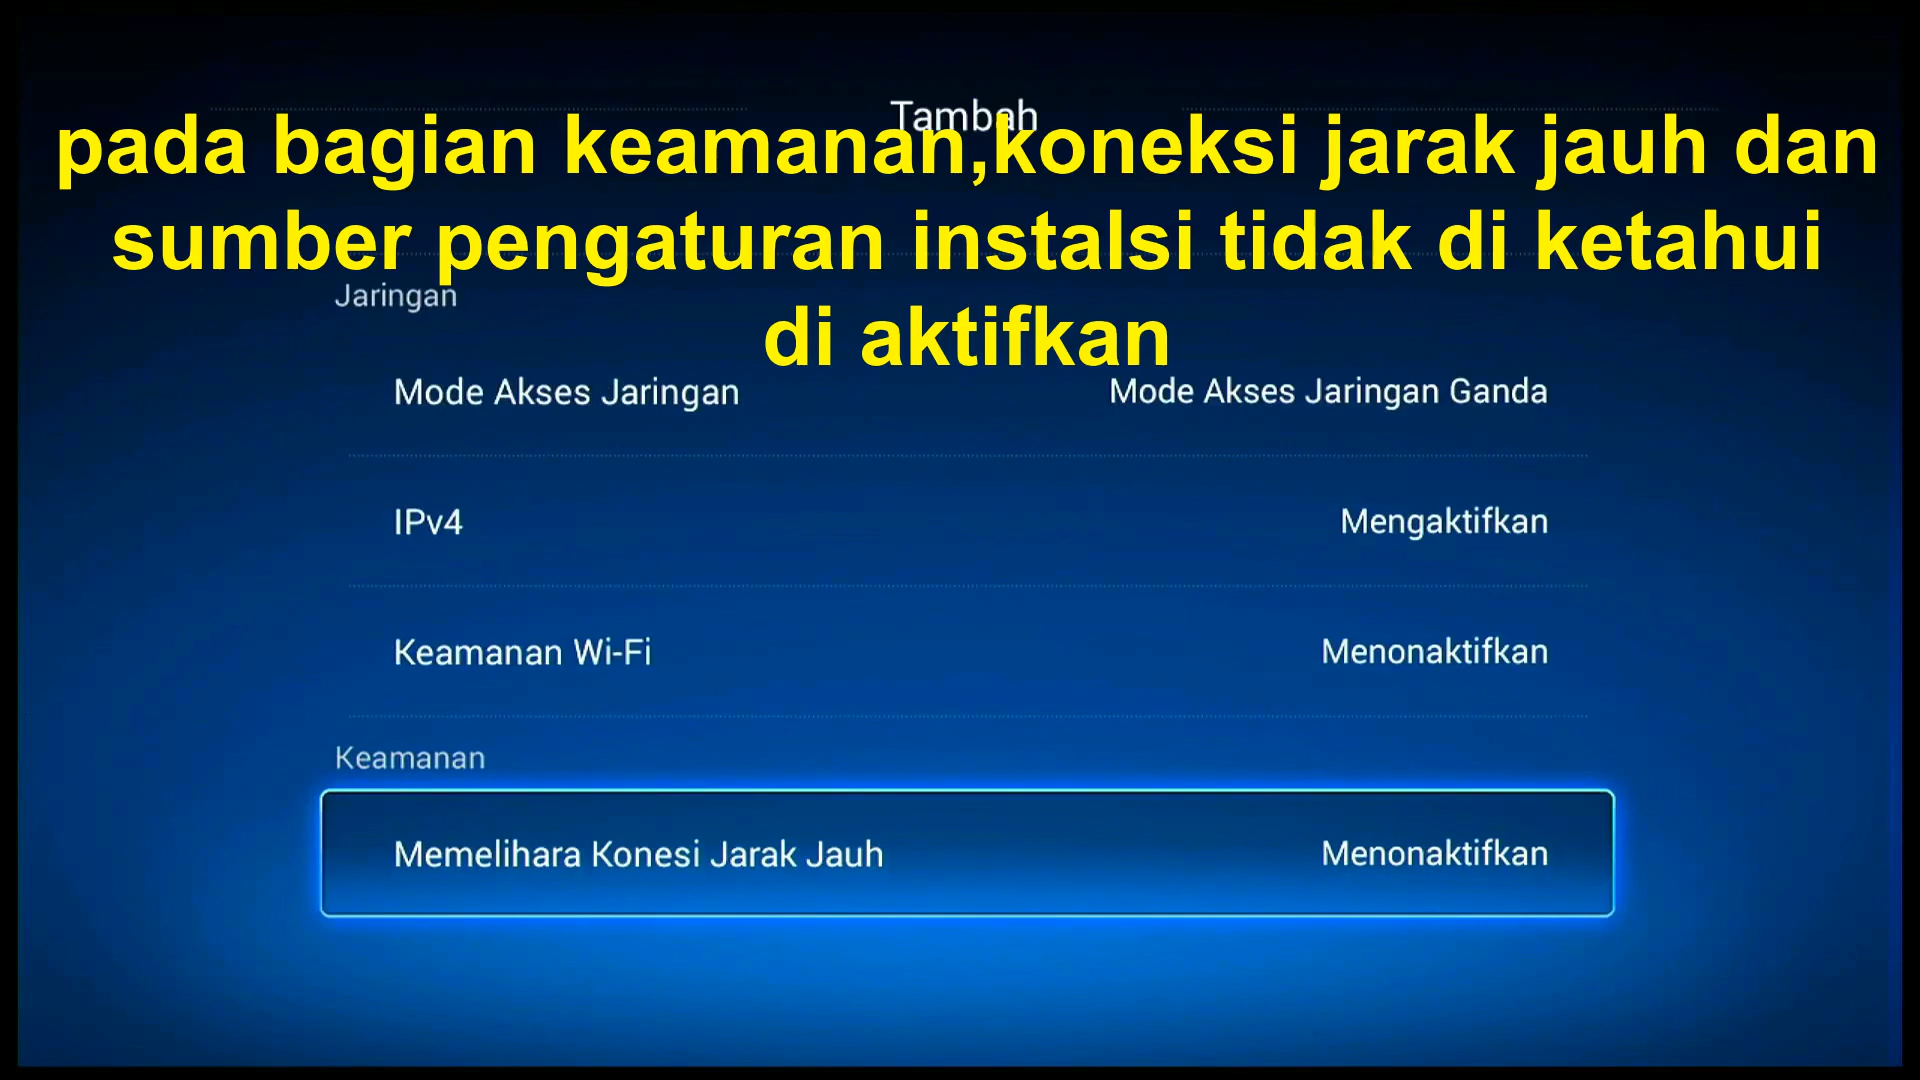 Tambah
pada bagian keamanan,koneksi jarak jauh dan
sumber pengaturan instalsi tidak di ketahui
di aktifkan
Jaringan
Mode Akses Jaringan Mode Akses Jaringan Ganda
IPv4 Mengaktifkan
Keamanan Wi-Fi Menonaktifkan
Keamanan
Memelihara Konesi Jarak Jauh Menonaktifkan